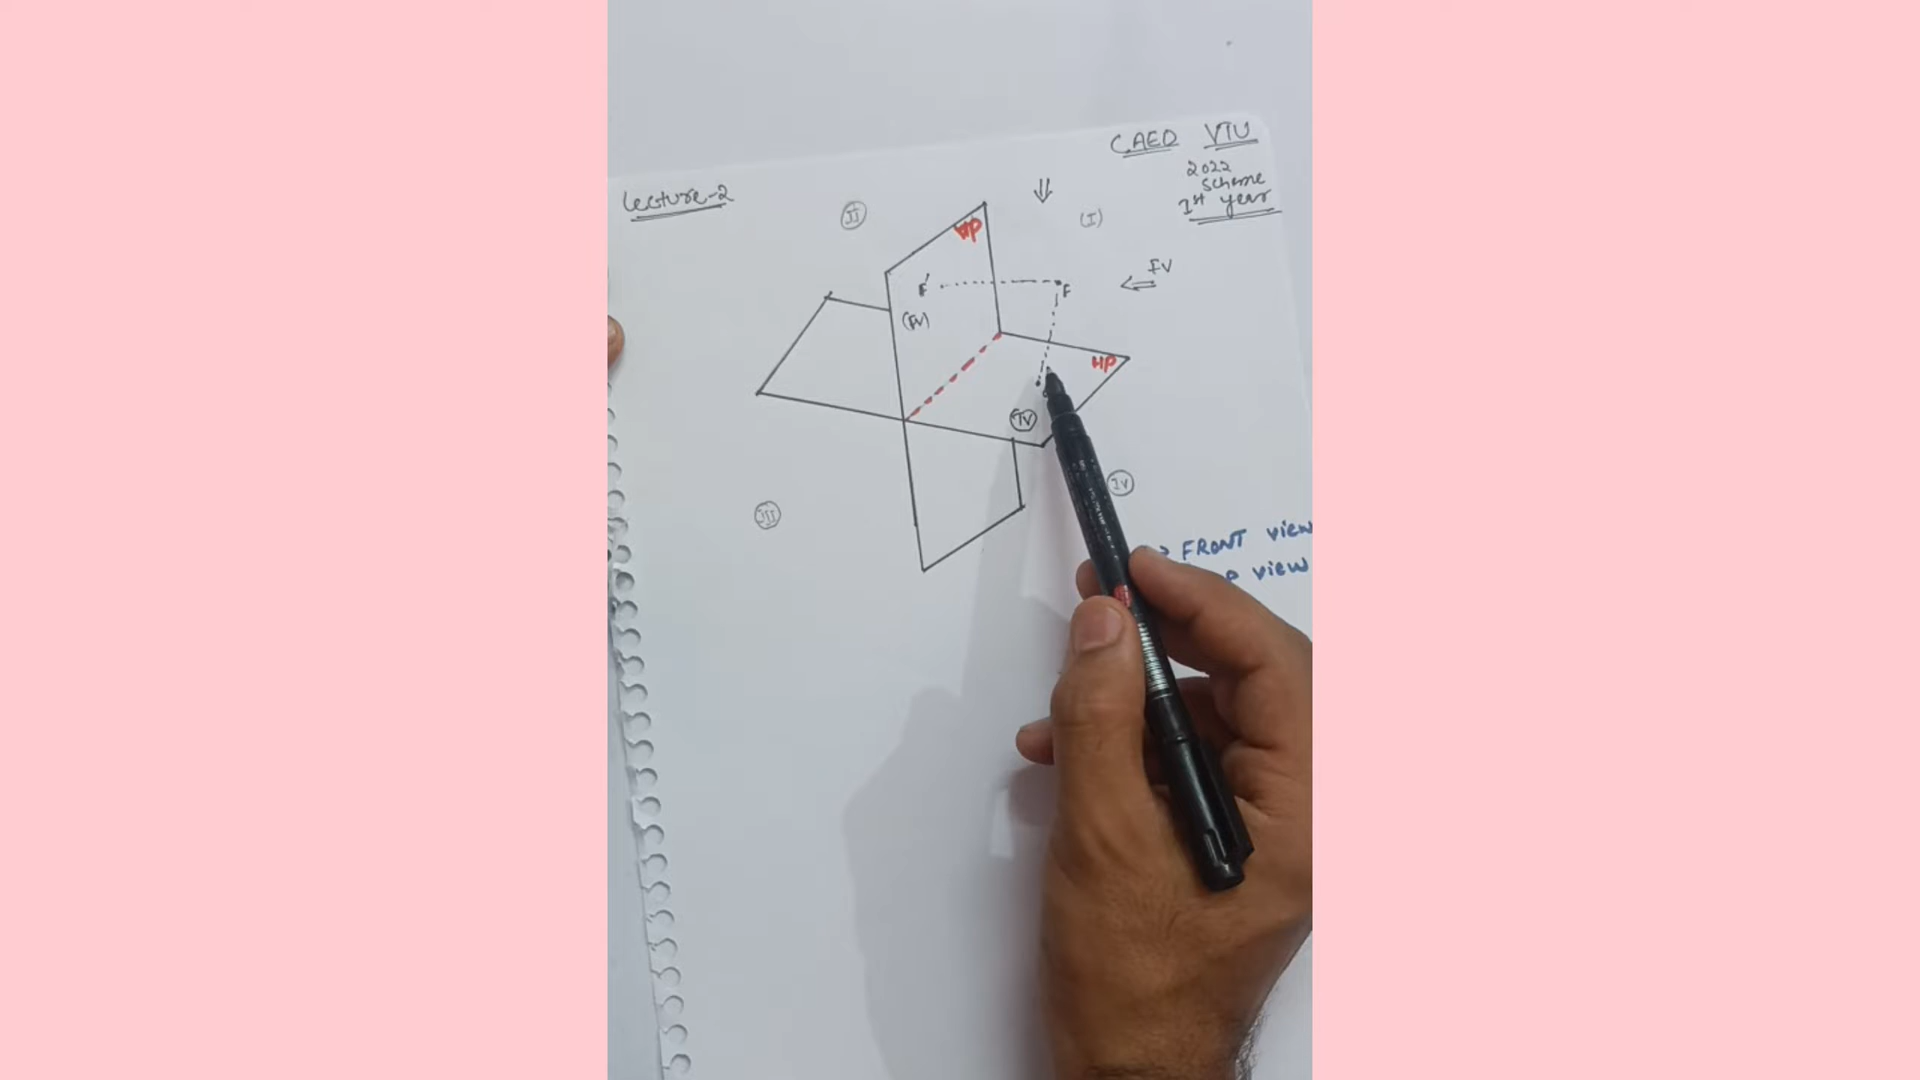 CAED VTU
2022
scheme
1st year
Lecture-2
II
(I)
HP
FV
F'
F
(FV)
HP
TV
IV
III
FRONT view
view